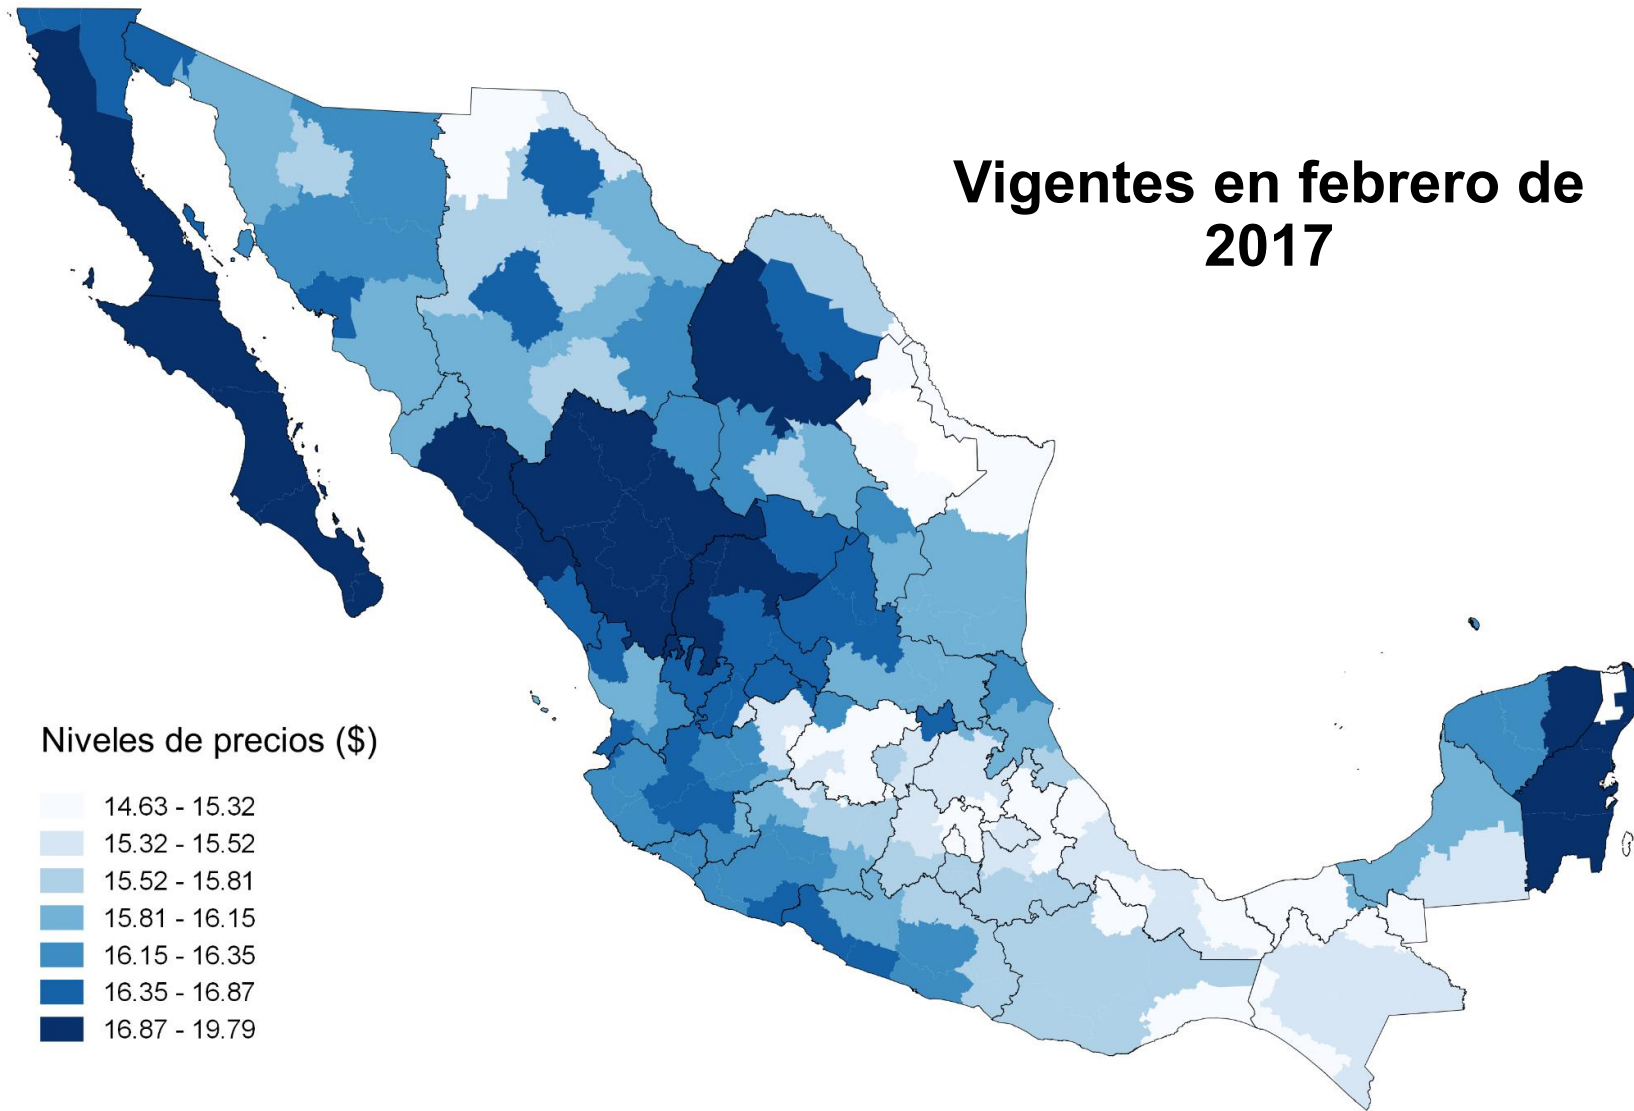 Vigentes en febrero de
2017
Niveles de precios ($)
14.63 - 15.32
15.32 - 15.52
15.52 - 15.81
15.81 - 16.15
16.15 - 16.35
16.35 - 16.87
16.87 - 19.79